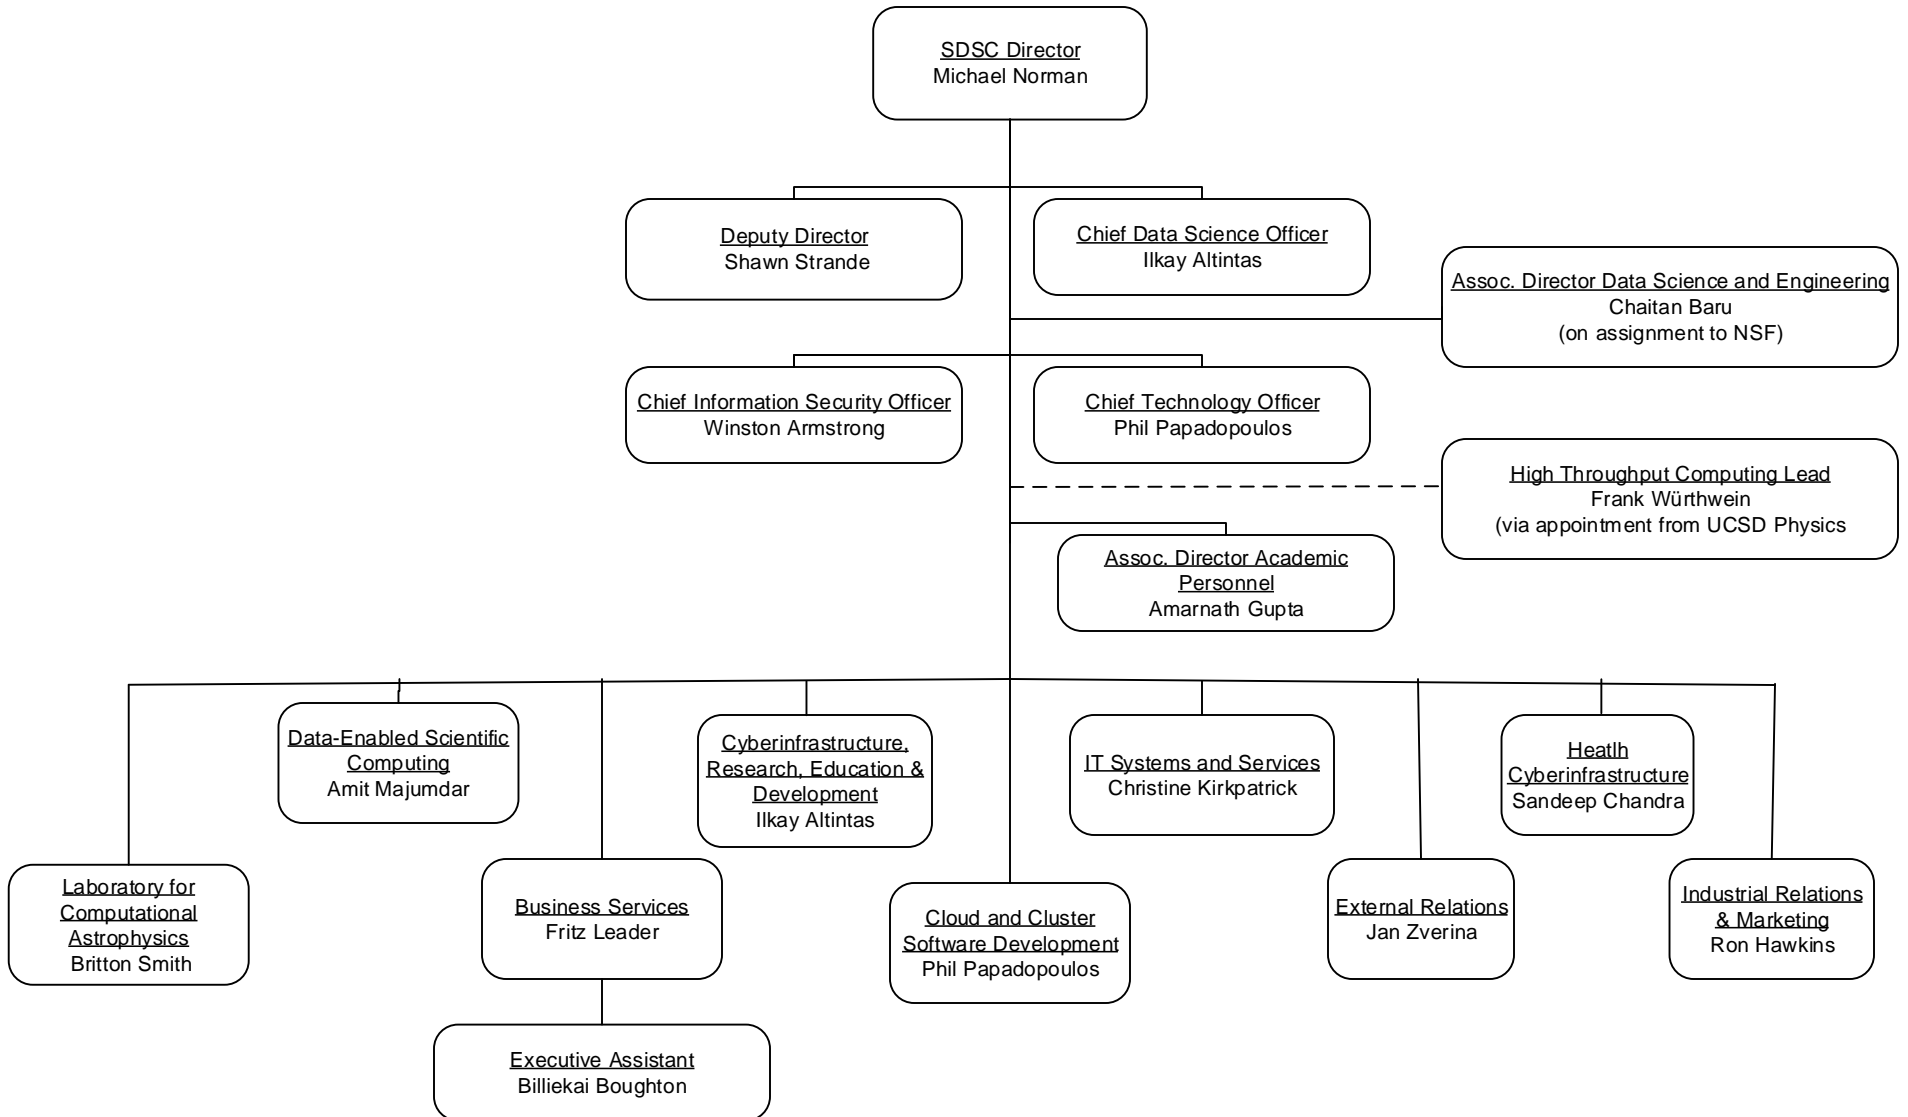 SDSC Director
Michael Norman
Deputy Director
Shawn Strande
Chief Data Science Officer
Ilkay Altintas
Assoc. Director Data Science and Engineering
Chaitan Baru
(on assignment to NSF)
Chief Information Security Officer
Winston Armstrong
Chief Technology Officer
Phil Papadopoulos
High Throughput Computing Lead
Frank Würthwein
(via appointment from UCSD Physics
Assoc. Director Academic
Personnel
Amarnath Gupta
Data-Enabled Scientific
Computing
Amit Majumdar
Cyberinfrastructure,
Research, Education &
Development
Ilkay Altintas
IT Systems and Services
Christine Kirkpatrick
Heatlh
Cyberinfrastructure
Sandeep Chandra
Laboratory for
Computational
Astrophysics
Britton Smith
Business Services
Fritz Leader
Cloud and Cluster
Software Development
Phil Papadopoulos
External Relations
Jan Zverina
Industrial Relations
& Marketing
Ron Hawkins
Executive Assistant
Billiekai Boughton